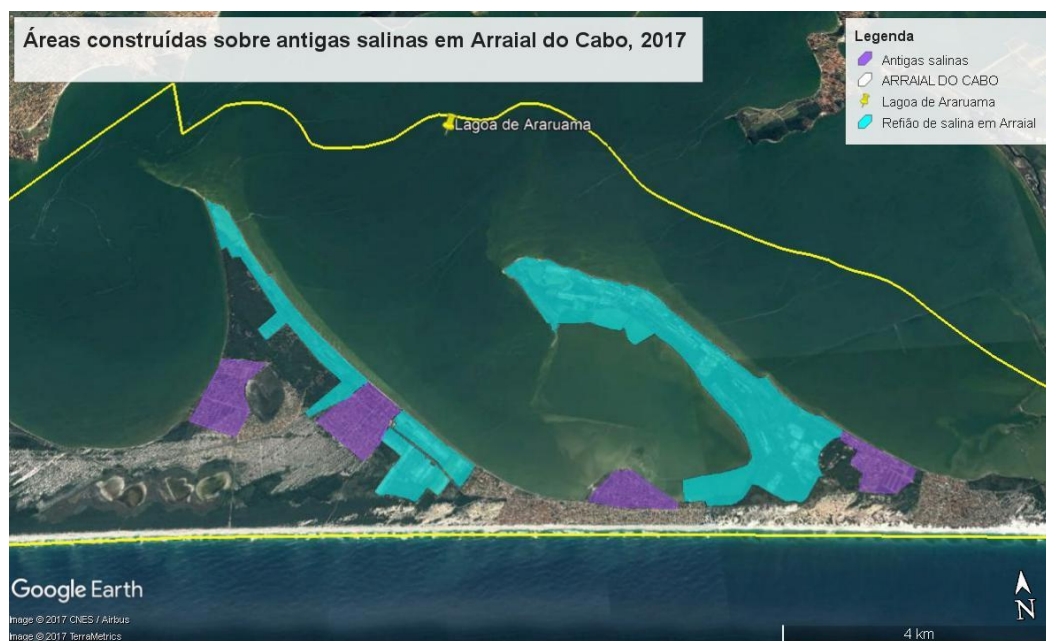 Áreas construídas sobre antigas salinas em Arraial do Cabo, 2017
Legenda
Antigas salinas
ARRAIAL DO CABO
Lagoa de Araruama
Refião de salina em Arraial
Lagoa de Araruama
Google Earth
Image © 2017 CNES / Airbus
Image © 2017 TerraMetrics
N
4 km